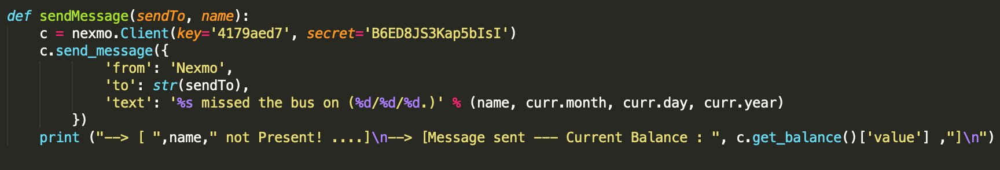 def sendMessage(sendTo, name):
    c = nexmo.Client(key='4179aed7', secret='B6ED8JS3Kap5bIsI')
    c.send_message({
            'from': 'Nexmo',
            'to': str(sendTo),
            'text': '%s missed the bus on (%d/%d/%d.)' % (name, curr.month, curr.day, curr.year)
        })
    print ("--> [ ",name," not Present! ....]\n--> [Message sent --- Current Balance : ", c.get_balance()['value'] ,"]\n")